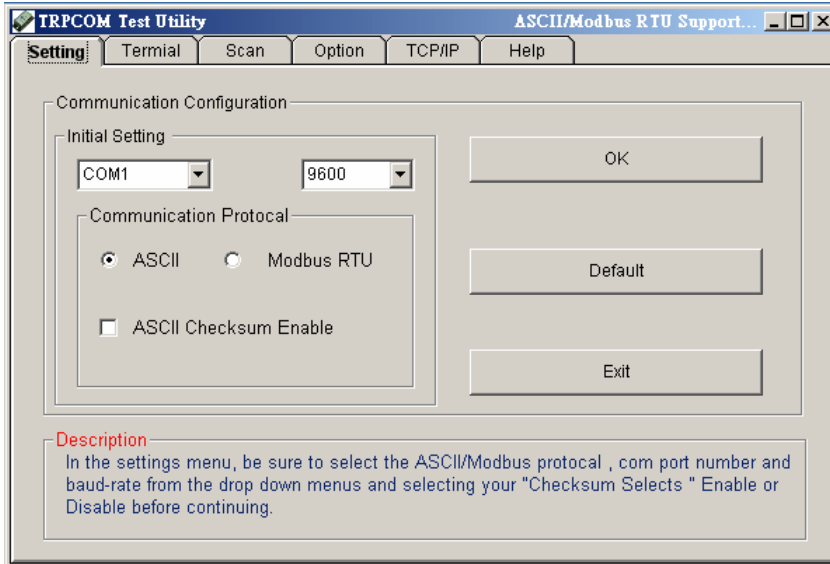 TRPCOM Test Utility ASCII/Modbus RTU Support...
Setting Termial Scan Option TCP/IP Help
Communication Configuration
Initial Setting
COM1 9600
OK
Communication Protocal
ASCII Modbus RTU
Default
ASCII Checksum Enable
Exit
Description
In the settings menu, be sure to select the ASCII/Modbus protocal , com port number and
baud-rate from the drop down menus and selecting your "Checksum Selects " Enable or
Disable before continuing.